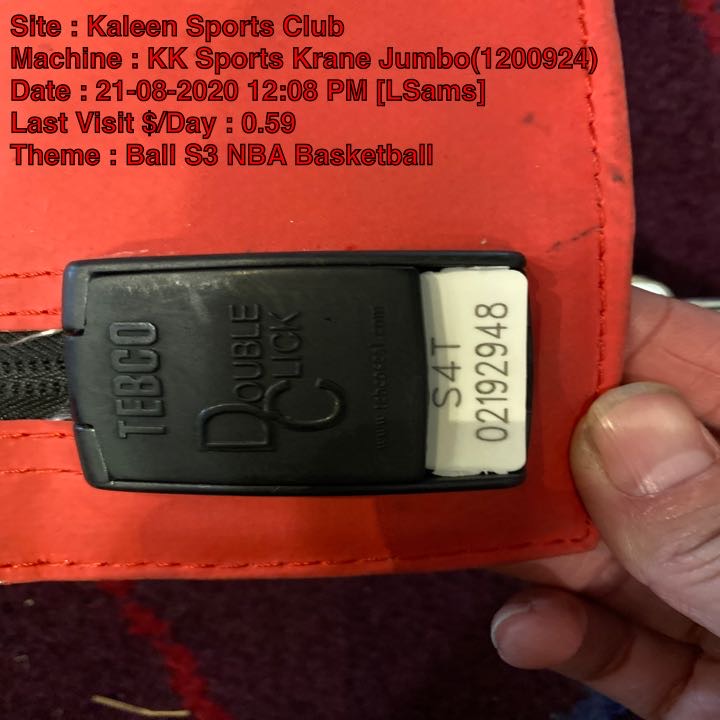 Site : Kaleen Sports Club
Machine : KK Sports Krane Jumbo(1200924)
Date : 21-08-2020 12:08 PM [LSams]
Last Visit $/Day : 0.59
Theme : Ball S3 NBA Basketball
TEBCO
DOUBLE
CLICK
S4T
02192948